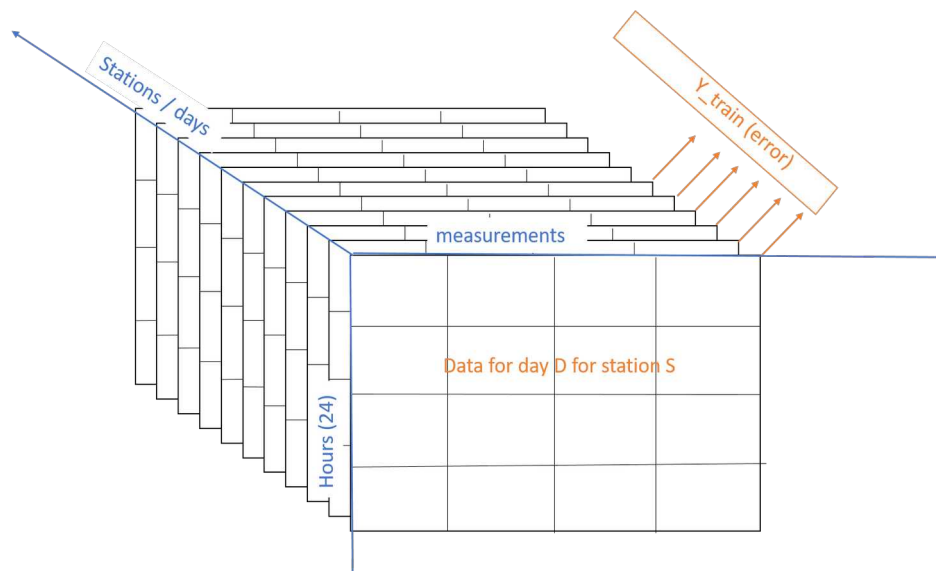 Stations / days
Y_train (error)
measurements
Data for day D for station S
Hours (24)